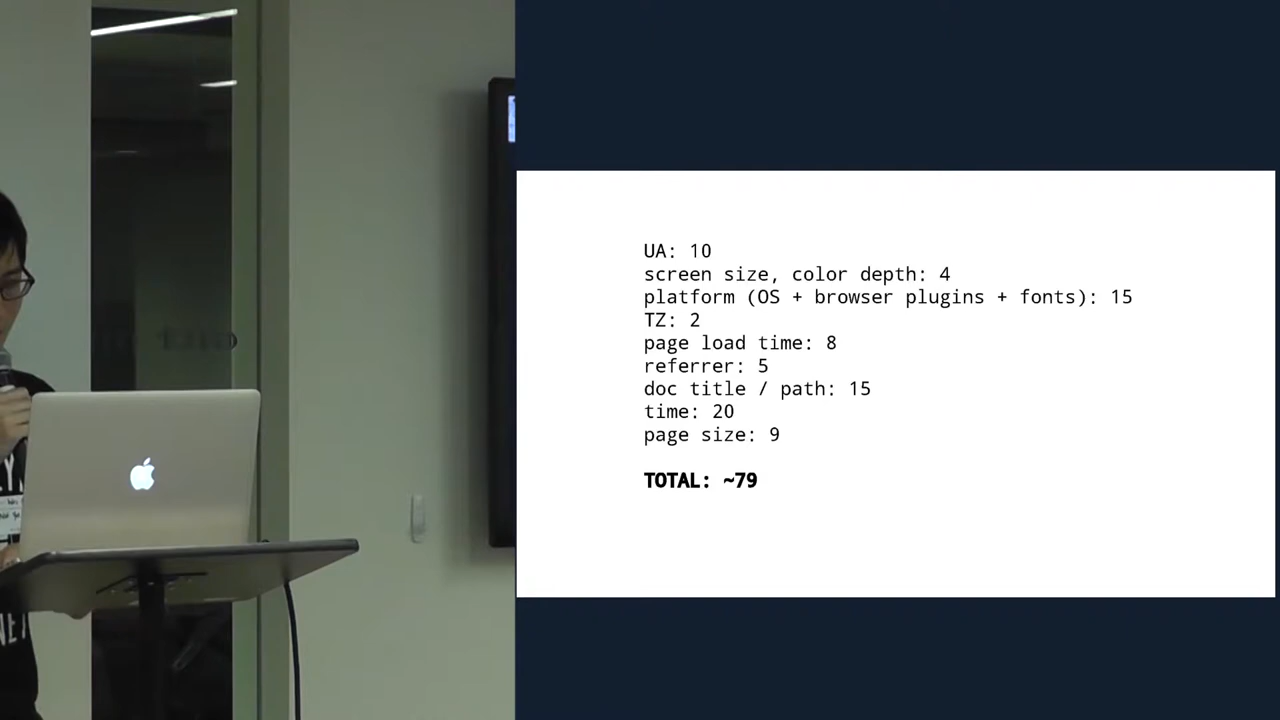 UA: 10
screen size, color depth: 4
platform (OS + browser plugins + fonts): 15
TZ: 2
page load time: 8
referrer: 5
doc title / path: 15
time: 20
page size: 9
TOTAL: ~79